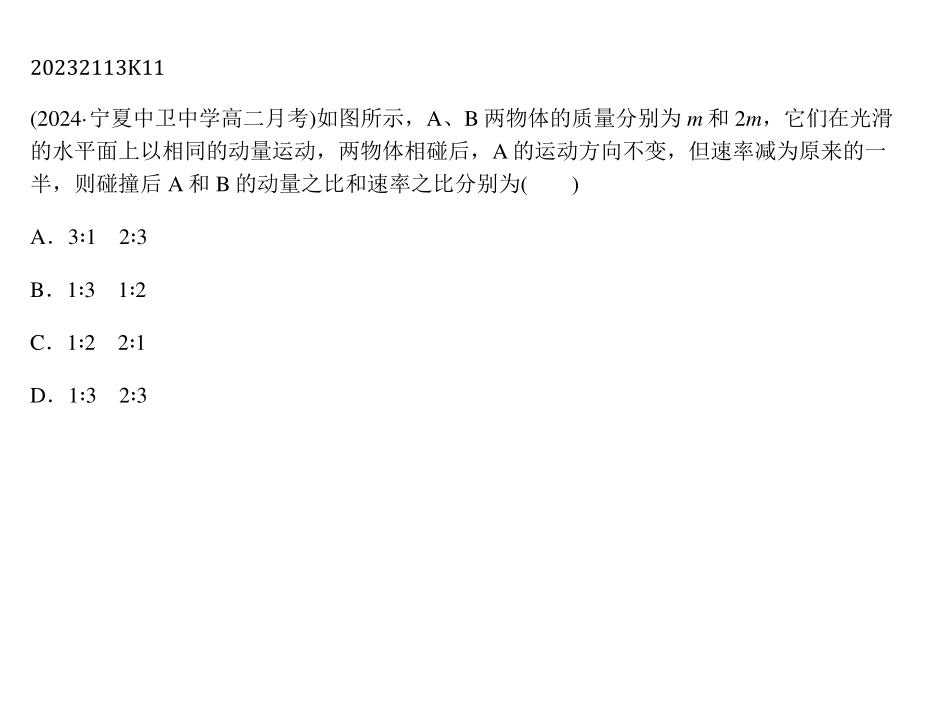 20232113K11
(2024·宁夏中卫中学高二月考)如图所示，A、B 两物体的质量分别为 m 和 2m，它们在光滑
的水平面上以相同的动量运动，两物体相碰后，A 的运动方向不变，但速率减为原来的一
半，则碰撞后 A 和 B 的动量之比和速率之比分别为(　　)
A．3∶1　2∶3
B．1∶3　1∶2
C．1∶2　2∶1
D．1∶3　2∶3